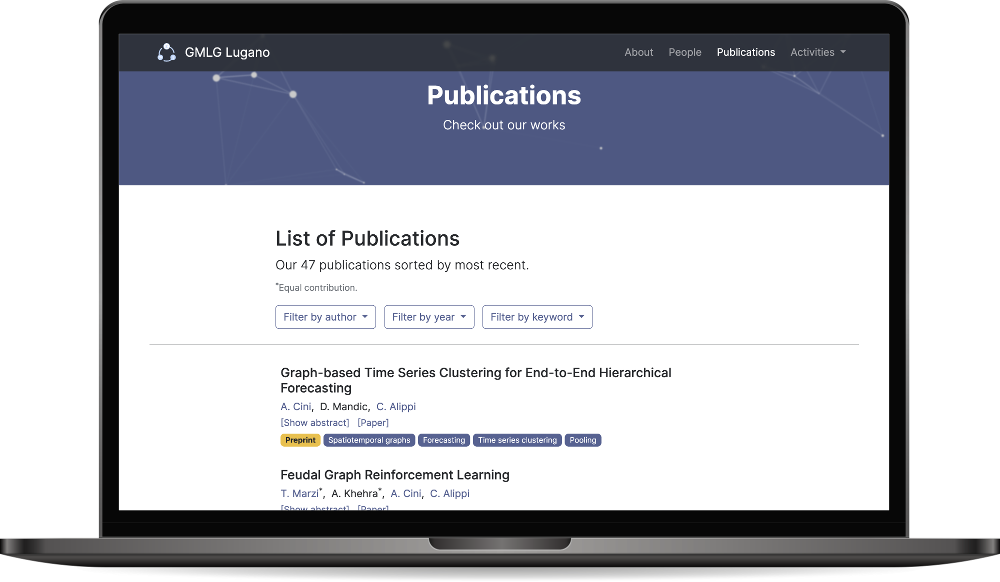 GMLG Lugano
About People Publications Activities
Publications
Check out our works
List of Publications
Our 47 publications sorted by most recent.
*Equal contribution.
Filter by author Filter by year Filter by keyword
Graph-based Time Series Clustering for End-to-End Hierarchical
Forecasting
A. Cini, D. Mandic, C. Alippi
[Show abstract] [Paper]
Preprint Spatiotemporal graphs Forecasting Time series clustering Pooling
Feudal Graph Reinforcement Learning
T. Marzi*, A. Khehra*, A. Cini, C. Alippi
[Show abstract] [Paper]